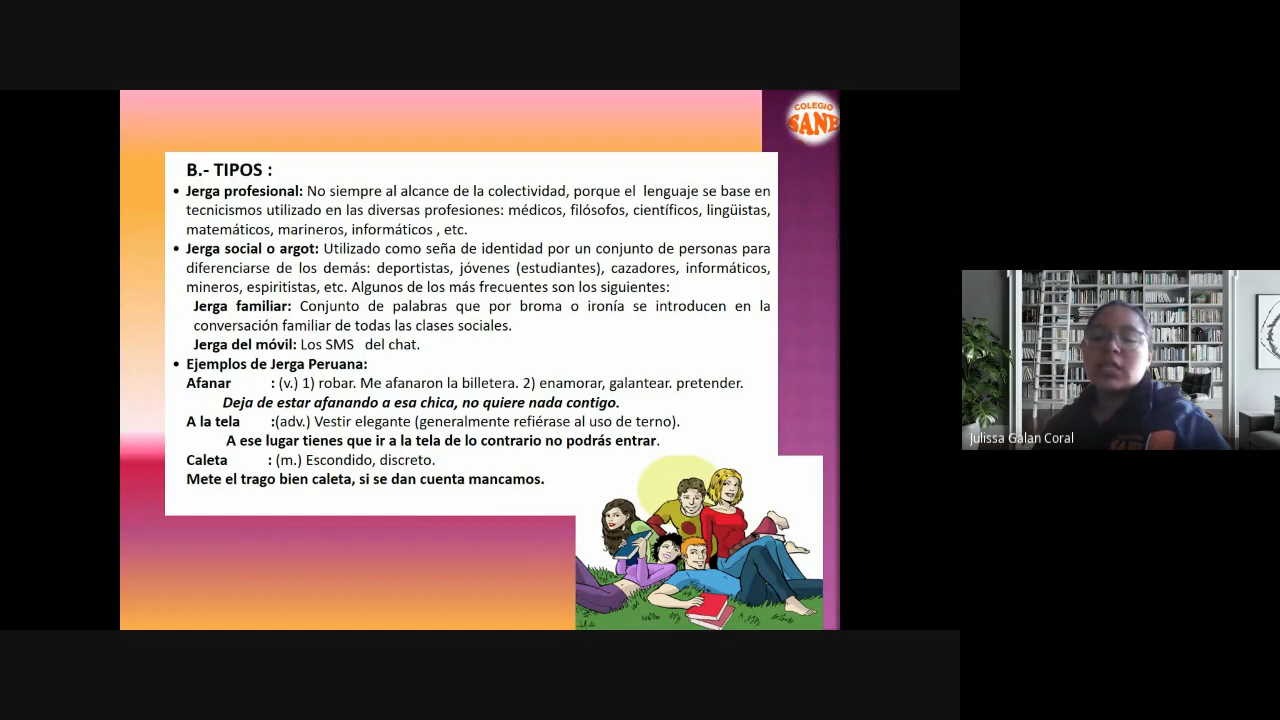 COLEGIO
SANE
B.- TIPOS :
• Jerga profesional: No siempre al alcance de la colectividad, porque el lenguaje se base en
tecnicismos utilizado en las diversas profesiones: médicos, filósofos, científicos, lingüistas,
matemáticos, marineros, informáticos , etc.
• Jerga social o argot: Utilizado como seña de identidad por un conjunto de personas para
diferenciarse de los demás: deportistas, jóvenes (estudiantes), cazadores, informáticos,
mineros, espiritistas, etc. Algunos de los más frecuentes son los siguientes:
Jerga familiar: Conjunto de palabras que por broma o ironía se introducen en la
conversación familiar de todas las clases sociales.
Jerga del móvil: Los SMS del chat.
• Ejemplos de Jerga Peruana:
Afanar : (v.) 1) robar. Me afanaron la billetera. 2) enamorar, galantear. pretender.
Deja de estar afanando a esa chica, no quiere nada contigo.
A la tela :(adv.) Vestir elegante (generalmente refiérase al uso de terno).
A ese lugar tienes que ir a la tela de lo contrario no podrás entrar.
Caleta : (m.) Escondido, discreto.
Mete el trago bien caleta, si se dan cuenta mancamos.
Julissa Galan Coral